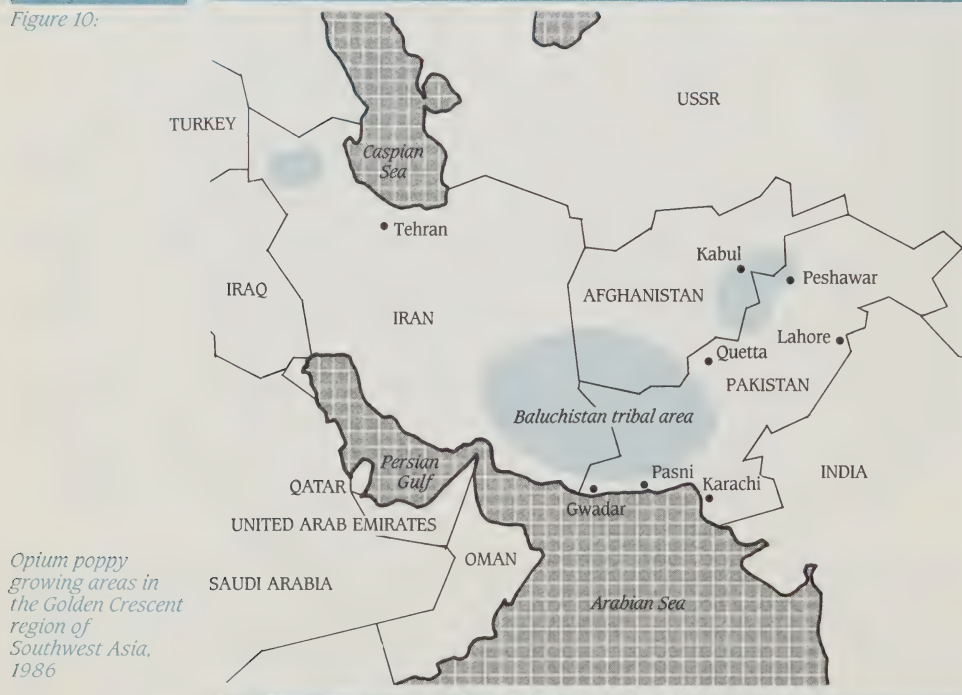 Figure 10:
USSR
TURKEY
Caspian
Sea
Tehran
Kabul
Peshawar
IRAQ
AFGHANISTAN
IRAN
Lahore
Quetta
PAKISTAN
Baluchistan tribal area
Persian
Gulf
Pasni
Karachi
INDIA
QATAR
Gwadar
UNITED ARAB EMIRATES
OMAN
SAUDI ARABIA
Arabian Sea
Opium poppy
growing areas in
the Golden Crescent
region of
Southwest Asia,
1986